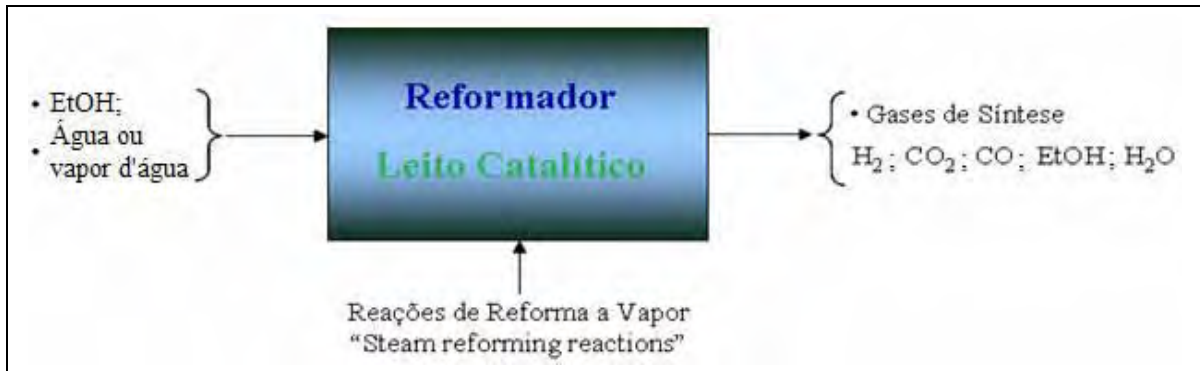 • EtOH;
• Água ou
vapor d'água
Reformador
Leito Catalítico
• Gases de Síntese
H₂; CO₂; CO; EtOH; H₂O
Reações de Reforma a Vapor
“Steam reforming reactions”